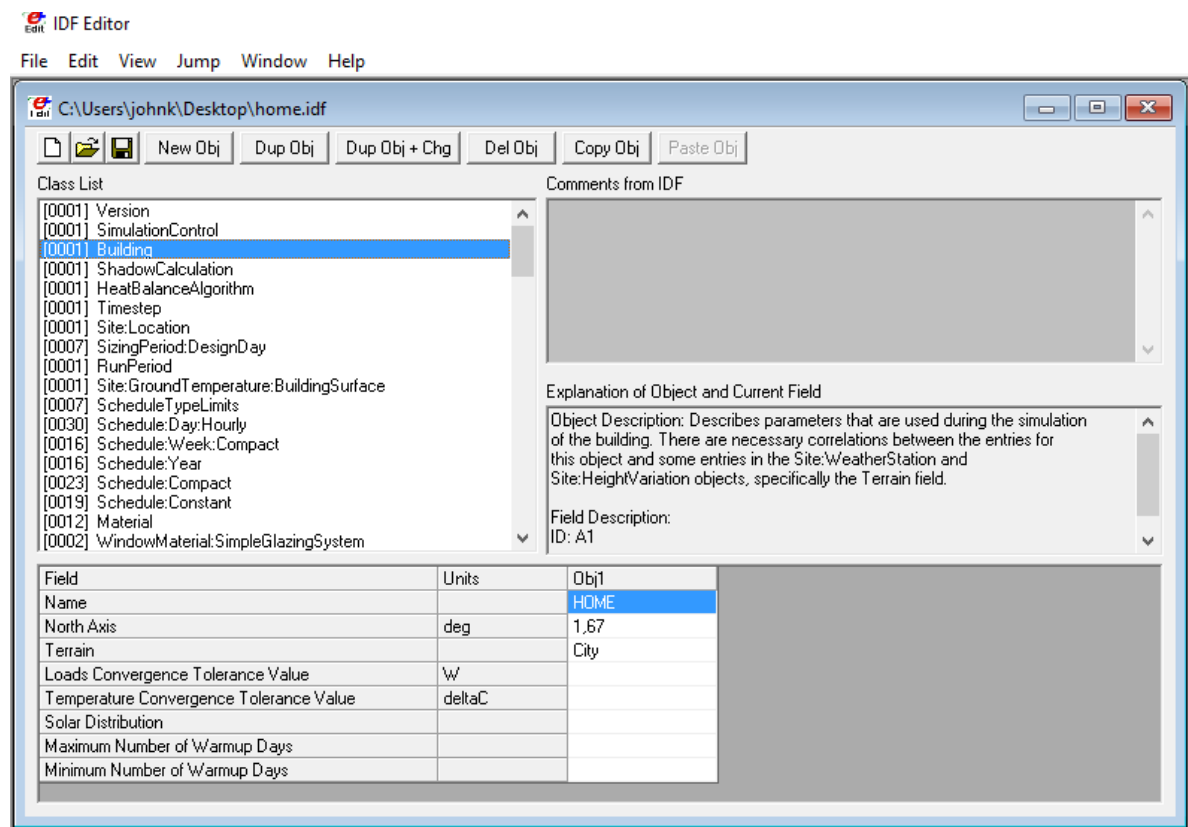 IDF Editor
File Edit View Jump Window Help
C:\Users\johnk\Desktop\home.idf
New Obj Dup Obj Dup Obj + Chg Del Obj Copy Obj Paste Obj
Class List
[0001] Version
[0001] SimulationControl
[0001] Building
[0001] ShadowCalculation
[0001] HeatBalanceAlgorithm
[0001] Timestep
[0001] Site:Location
[0007] SizingPeriod:DesignDay
[0001] RunPeriod
[0001] Site:GroundTemperature:BuildingSurface
[0007] ScheduleTypeLimits
[0030] Schedule:Day:Hourly
[0016] Schedule:Week:Compact
[0016] Schedule:Year
[0023] Schedule:Compact
[0019] Schedule:Constant
[0012] Material
[0002] WindowMaterial:SimpleGlazingSystem
Comments from IDF
Explanation of Object and Current Field
Object Description: Describes parameters that are used during the simulation
of the building. There are necessary correlations between the entries for
this object and some entries in the Site:WeatherStation and
Site:HeightVariation objects, specifically the Terrain field.
Field Description:
ID: A1
Field Units Obj1
Name HOME
North Axis deg 1,67
Terrain City
Loads Convergence Tolerance Value W
Temperature Convergence Tolerance Value deltaC
Solar Distribution
Maximum Number of Warmup Days
Minimum Number of Warmup Days